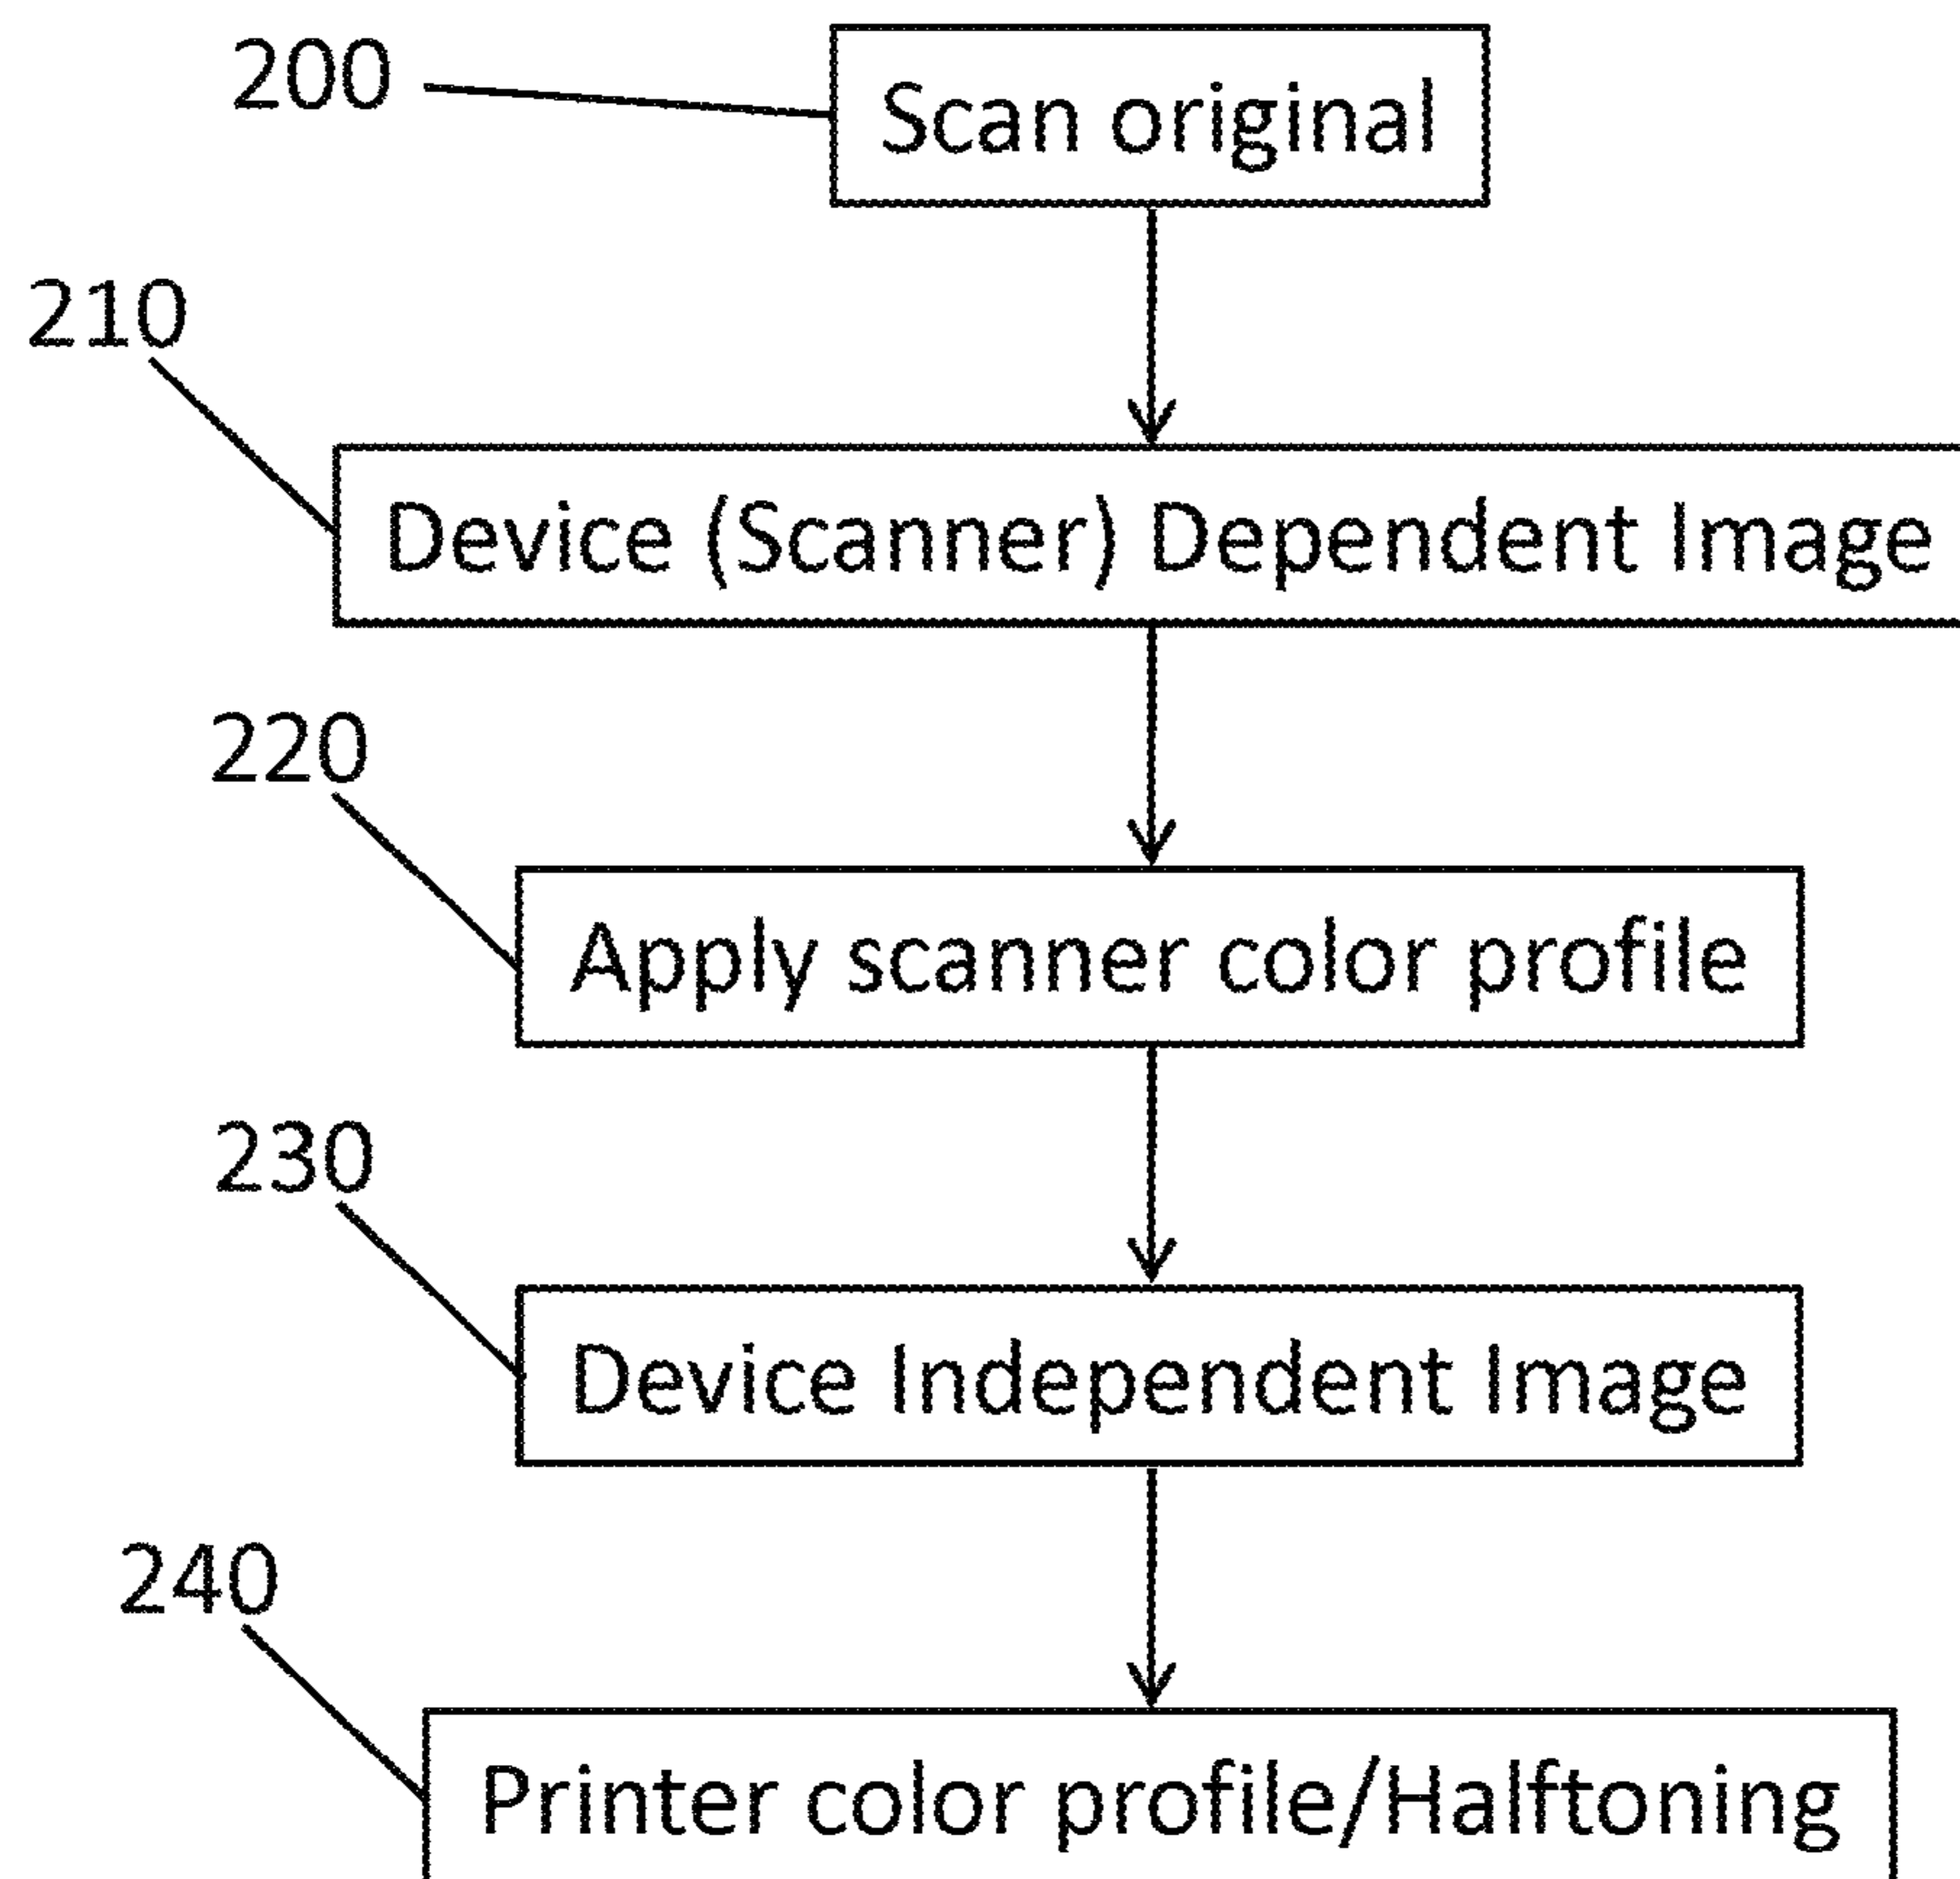 200
Scan original
210
Device (Scanner) Dependent Image
220
Apply scanner color profile
230
Device Independent Image
240
Printer color profile/Halftoning